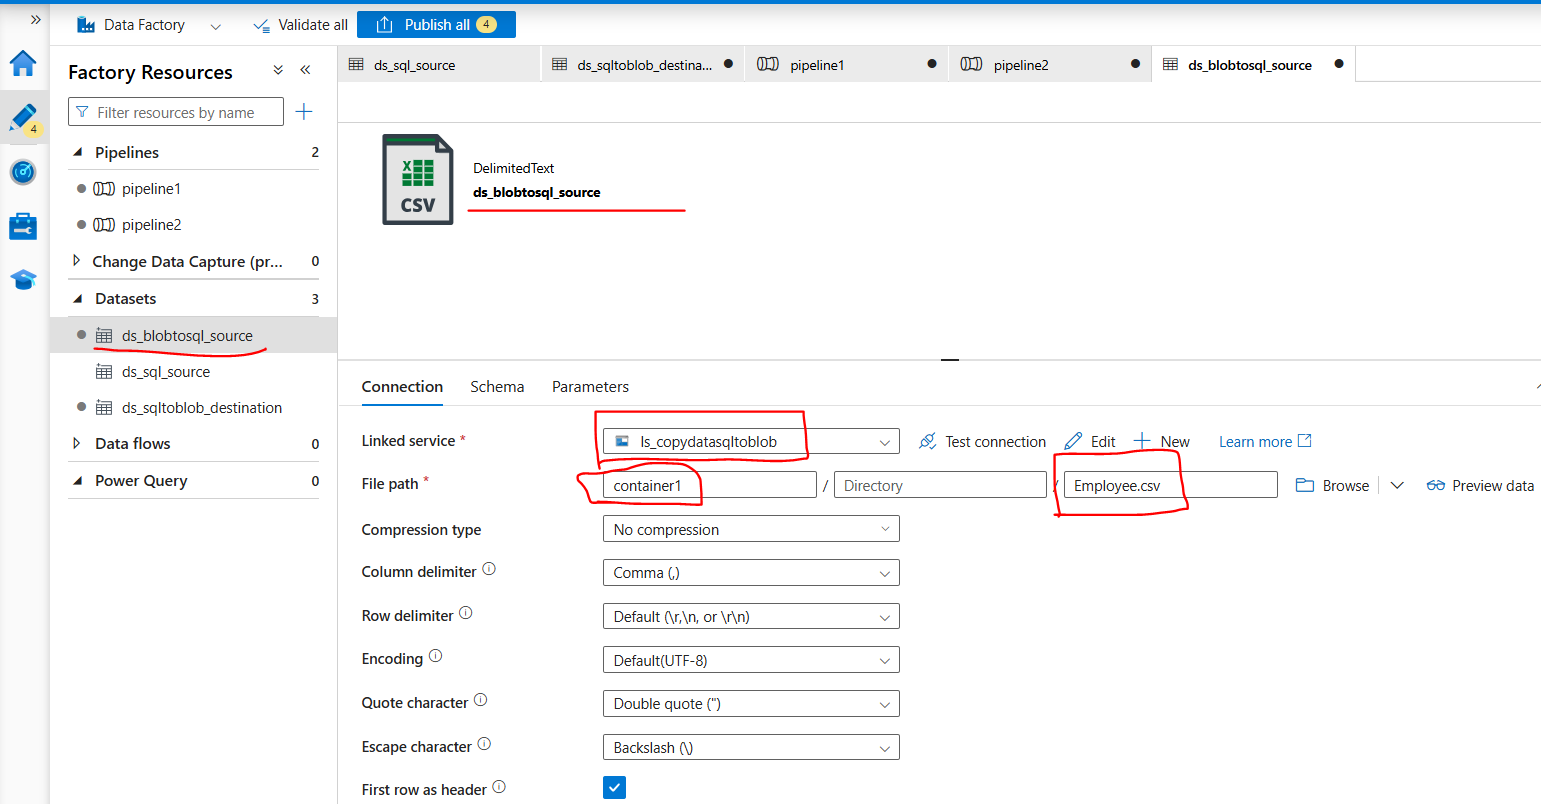 Data Factory
Validate all
Publish all 4
Factory Resources
Filter resources by name
4
Pipelines 2
pipeline1
pipeline2
Change Data Capture (pr... 0
Datasets 3
ds_blobtosql_source
ds_sql_source
ds_sqltoblob_destination
Data flows 0
Power Query 0
ds_sql_source
ds_sqltoblob_destina...
pipeline1
pipeline2
ds_blobtosql_source
CSV
DelimitedText
ds_blobtosql_source
Connection Schema Parameters
Linked service * ls_copydatasqltoblob Test connection Edit New Learn more
File path * container1 / Directory / Employee.csv Browse Preview data
Compression type No compression
Column delimiter Comma (,)
Row delimiter Default (\r,\n, or \r\n)
Encoding Default(UTF-8)
Quote character Double quote (")
Escape character Backslash (\)
First row as header